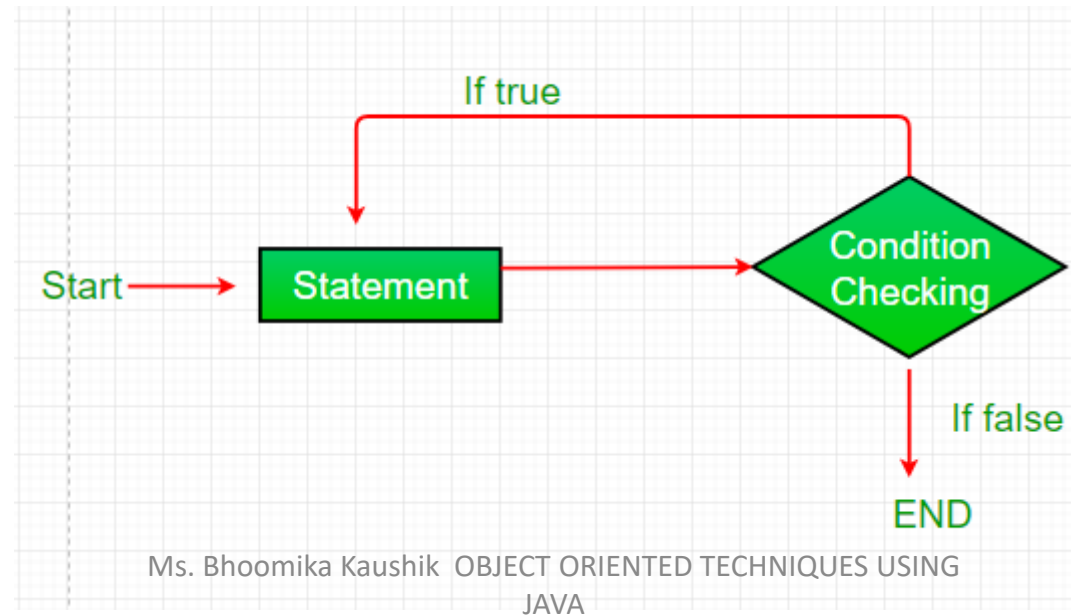 If true
Start
Statement
Condition
Checking
If false
END
Ms. Bhoomika Kaushik OBJECT ORIENTED TECHNIQUES USING
JAVA